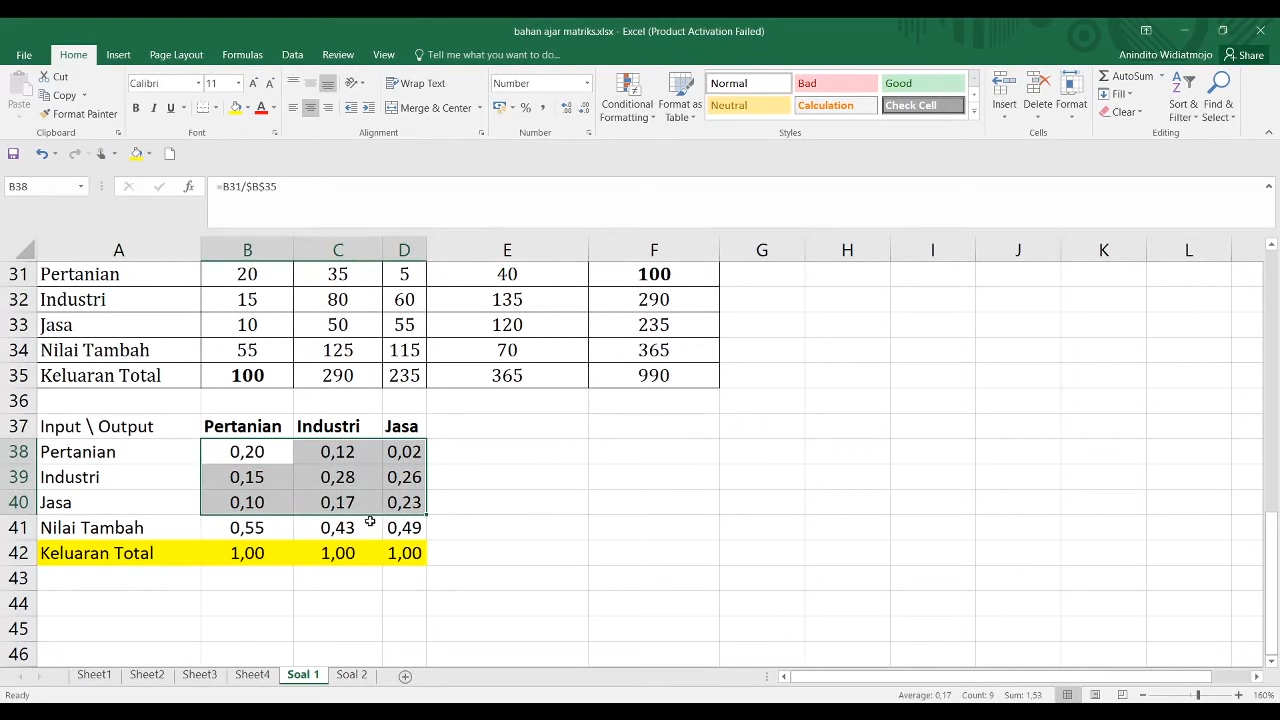 bahan ajar matriks.xlsx - Excel (Product Activation Failed)
File Home Insert Page Layout Formulas Data Review View Tell me what you want to do... Anindito Widiatmojo Share
Paste Cut Copy Format Painter Clipboard
Calibri 11 A A B I U A Font
Wrap Text Merge & Center Alignment
Number % , Number
Conditional Formatting Format as Table Normal Bad Good Neutral Calculation Check Cell Styles
Insert Delete Format Cells
AutoSum Fill Clear Sort & Filter Find & Select Editing
B38 fx =B31/$B$35
A B C D E F G H I J K L
31 Pertanian 20 35 5 40 100
32 Industri 15 80 60 135 290
33 Jasa 10 50 55 120 235
34 Nilai Tambah 55 125 115 70 365
35 Keluaran Total 100 290 235 365 990
36
37 Input \ Output Pertanian Industri Jasa
38 Pertanian 0,20 0,12 0,02
39 Industri 0,15 0,28 0,26
40 Jasa 0,10 0,17 0,23
41 Nilai Tambah 0,55 0,43 0,49
42 Keluaran Total 1,00 1,00 1,00
43
44
45
46
Sheet1 Sheet2 Sheet3 Sheet4 Soal 1 Soal 2
Ready Average: 0,17 Count: 9 Sum: 1,53 160%